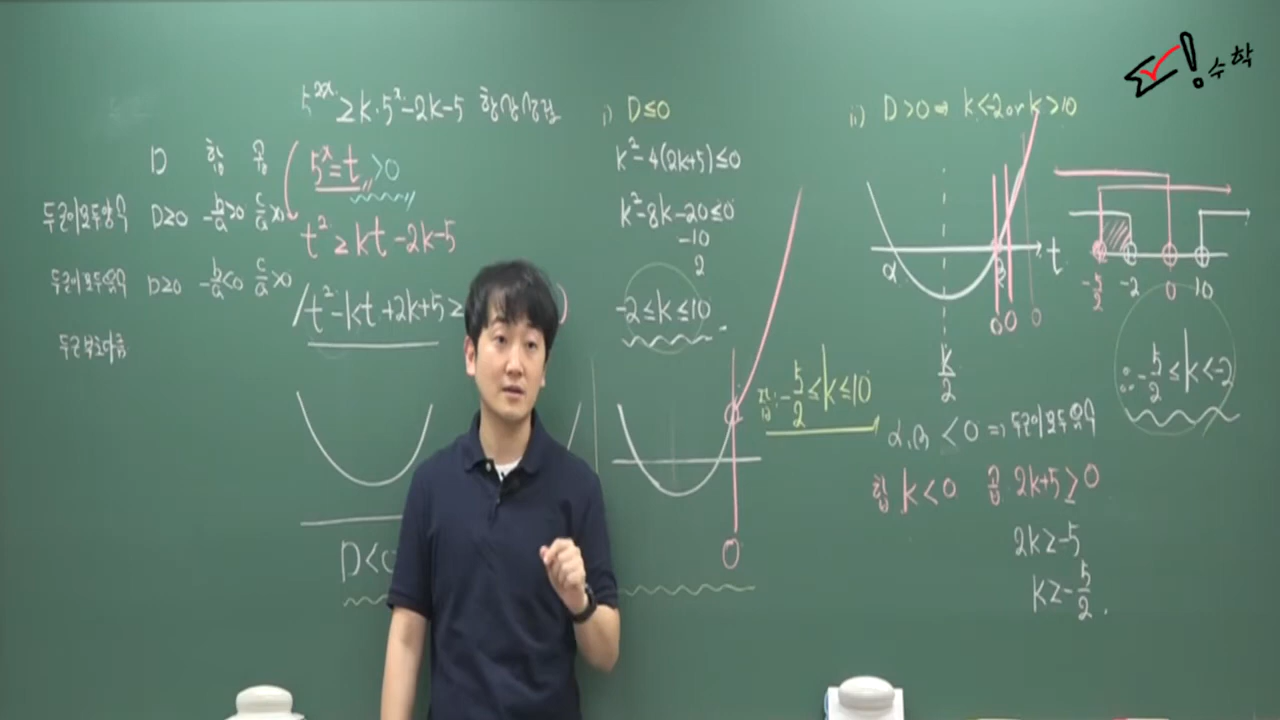 수학
5^{2x} ≥ k·5^x - 2k - 5 항상 성립
D 합 곱
두근이 모두 양수 D≥0 -b/a>0 c/a>0
두근이 모두 음수 D≥0 -b/a<0 c/a>0
두근 부호 다름
5^x = t > 0
t² ≥ kt - 2k - 5
t² - kt + 2k + 5 ≥
D<0
i) D≤0
k² - 4(2k+5) ≤ 0
k² - 8k - 20 ≤ 0
-10
2
-2 ≤ k ≤ 10
0
-5/2 ≤ k ≤ 10
ii) D>0 ⇒ k<-2 or k>10
α β t
0 0 0
k/2
-5/2 -2 0 10
∴ -5/2 ≤ k < -2
α, β < 0 ⇒ 두근이 모두 음수
합 k<0 곱 2k+5 ≥ 0
2k ≥ -5
k ≥ -5/2.